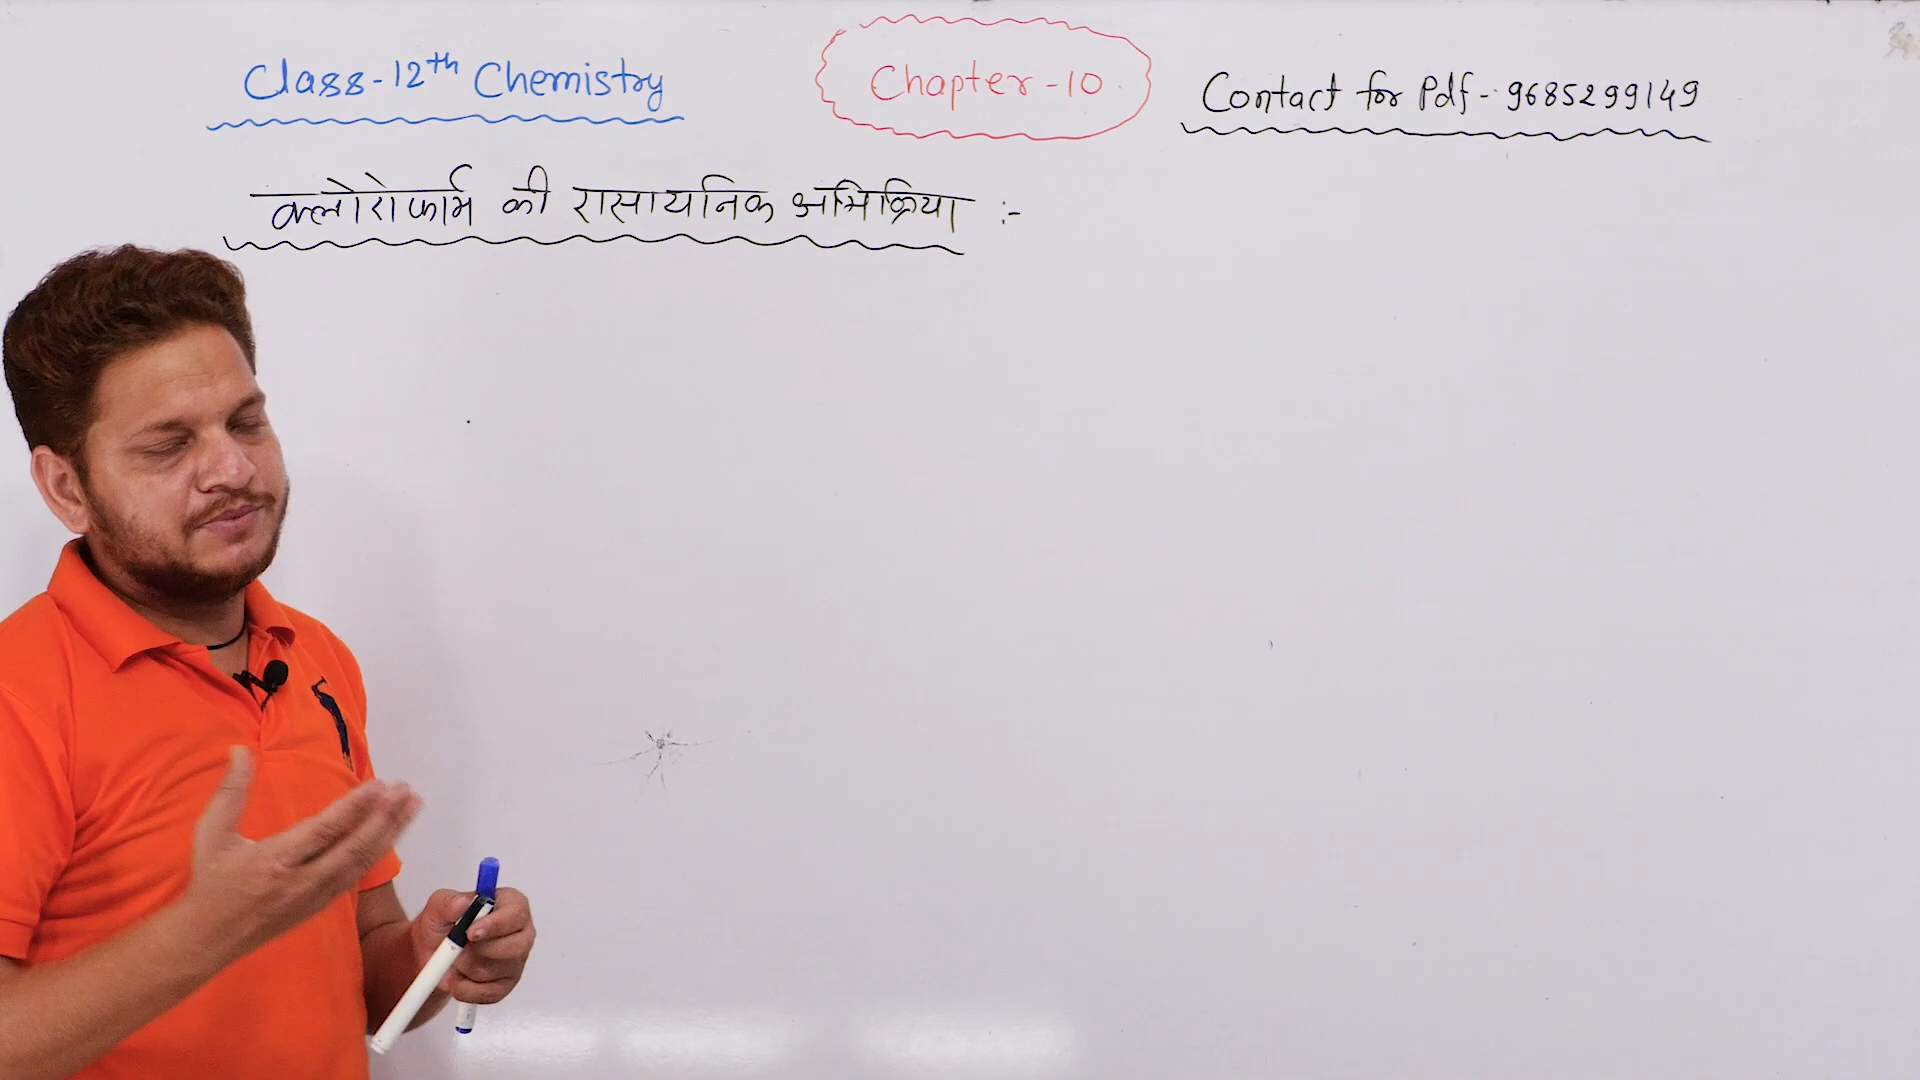 Class-12th Chemistry
Chapter-10
Contact for Pdf-9685299149
क्लोरोफार्म की रासायनिक अभिक्रिया :-